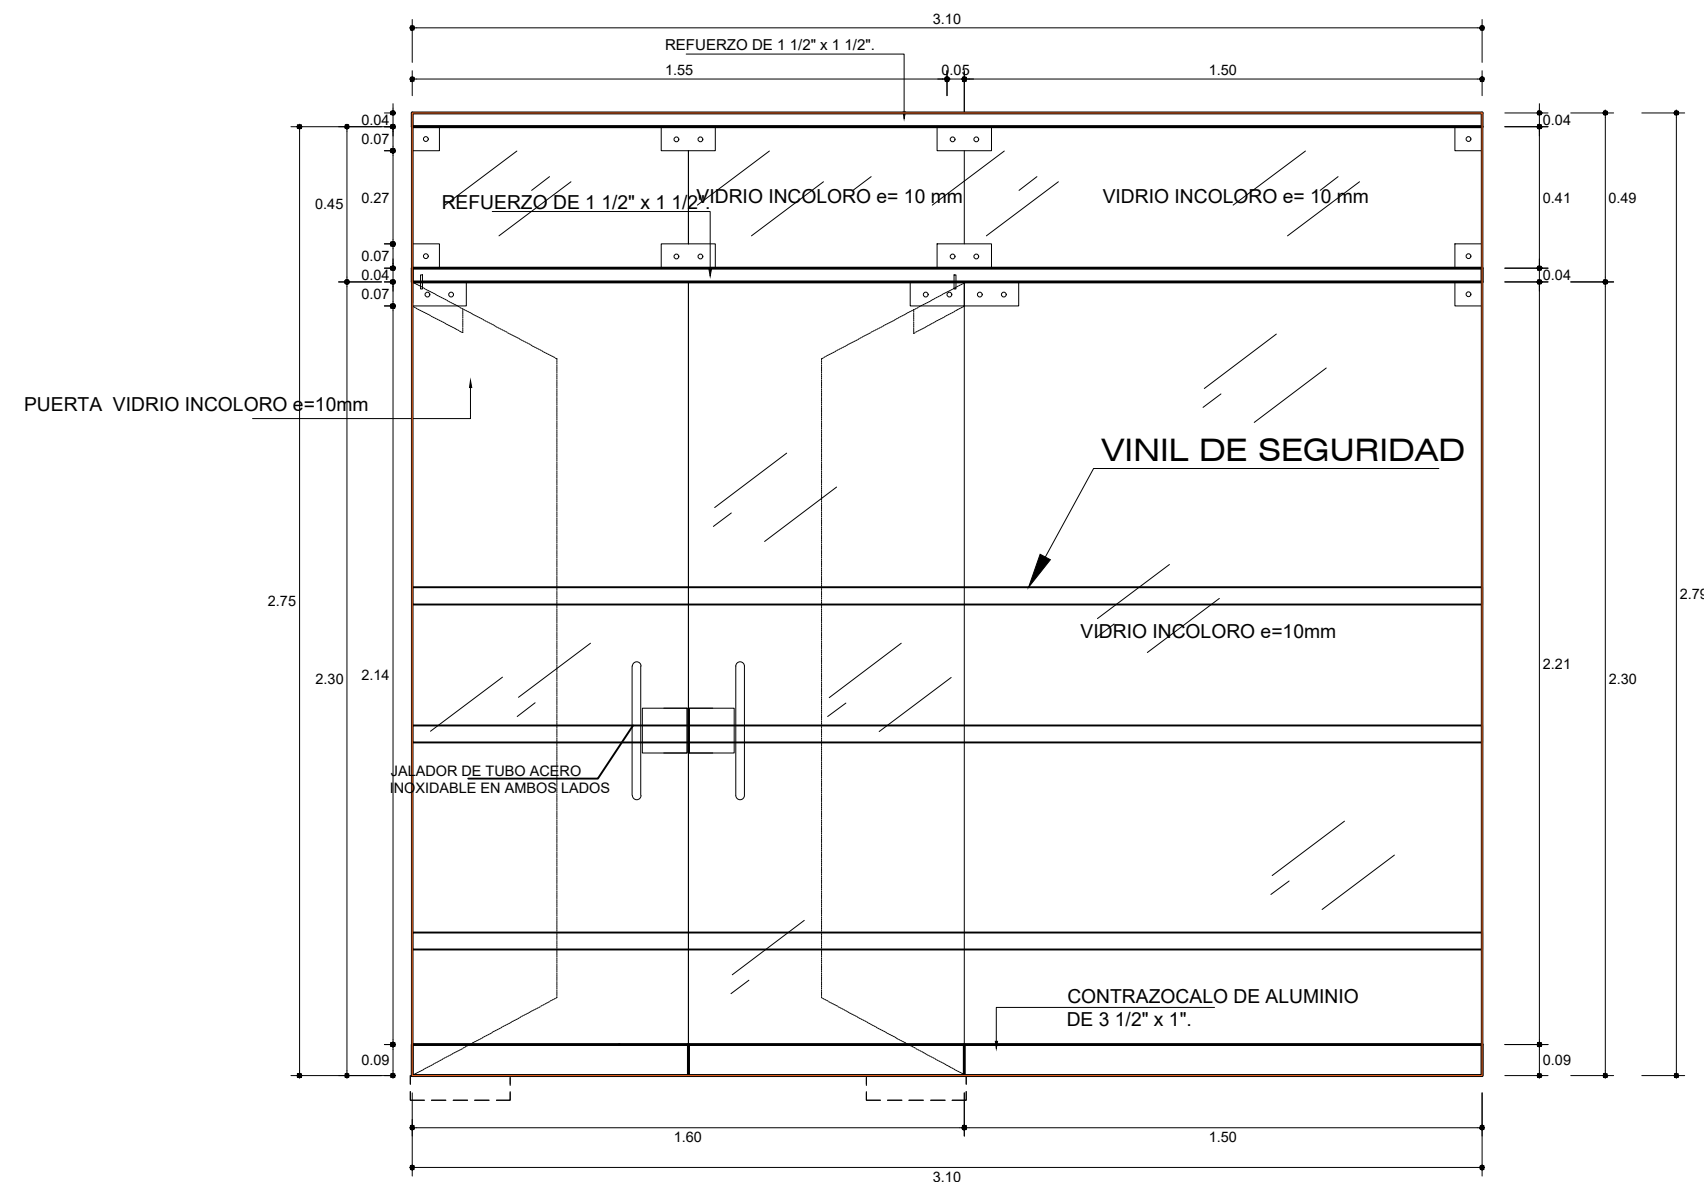 3.10
REFUERZO DE 1 1/2" x 1 1/2".
1.55
0.05
1.50
0.04
0.04
0.07
REFUERZO DE 1 1/2" x 1 1/2".
VIDRIO INCOLORO e= 10 mm
VIDRIO INCOLORO e= 10 mm
0.45
0.27
0.41
0.49
0.07
0.04
0.04
0.07
PUERTA VIDRIO INCOLORO e=10mm
VINIL DE SEGURIDAD
2.75
2.79
VIDRIO INCOLORO e=10mm
2.30
2.14
2.21
2.30
JALADOR DE TUBO ACERO
INOXIDABLE EN AMBOS LADOS
CONTRAZOCALO DE ALUMINIO
DE 3 1/2" x 1".
0.09
0.09
1.60
1.50
3.10